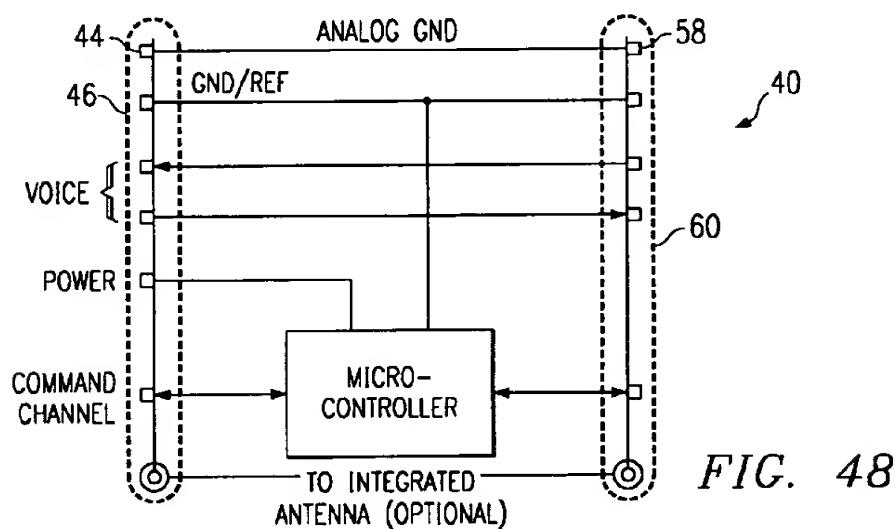 44
ANALOG GND
58
46
GND/REF
40
VOICE
60
POWER
COMMAND
CHANNEL
MICRO-
CONTROLLER
TO INTEGRATED
ANTENNA (OPTIONAL)
FIG. 48